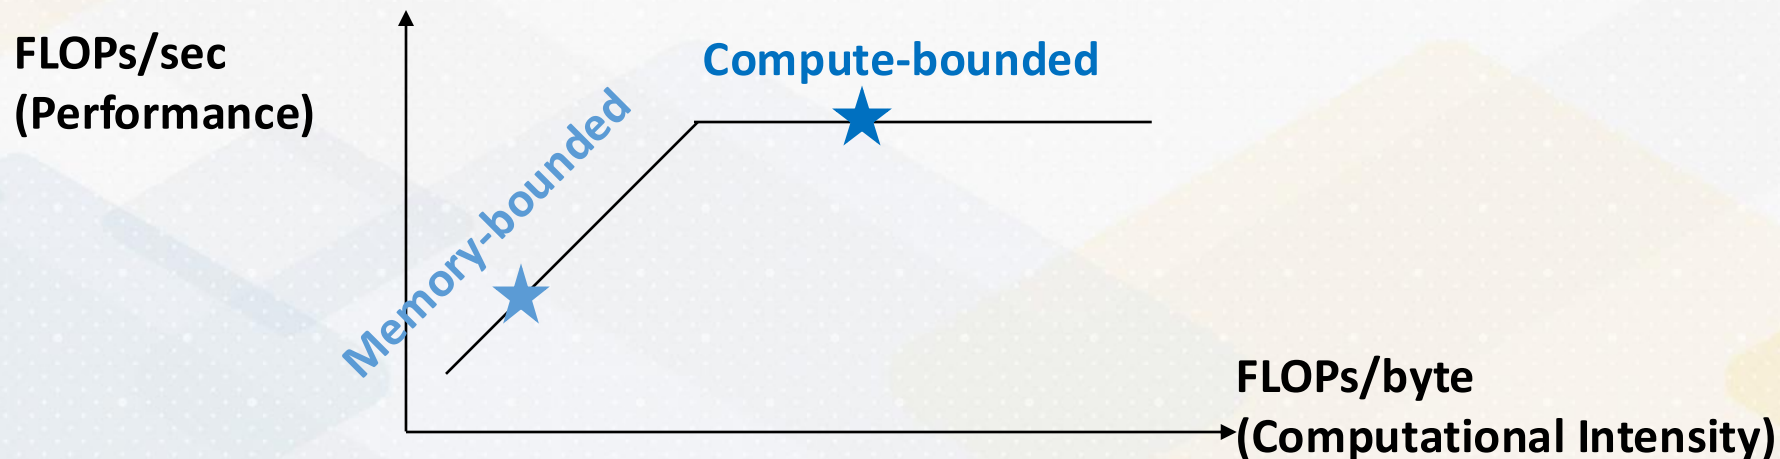 FLOPs/sec
(Performance)
Compute-bounded
Memory-bounded
FLOPs/byte
(Computational Intensity)